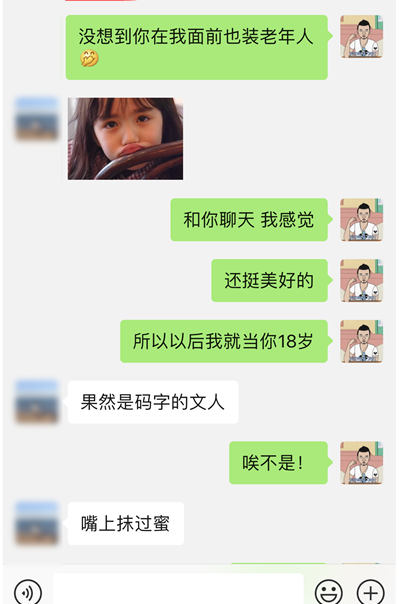 没想到你在我面前也装老年人
和你聊天 我感觉
还挺美好的
所以以后我就当你18岁
果然是码字的文人
唉不是！
嘴上抹过蜜